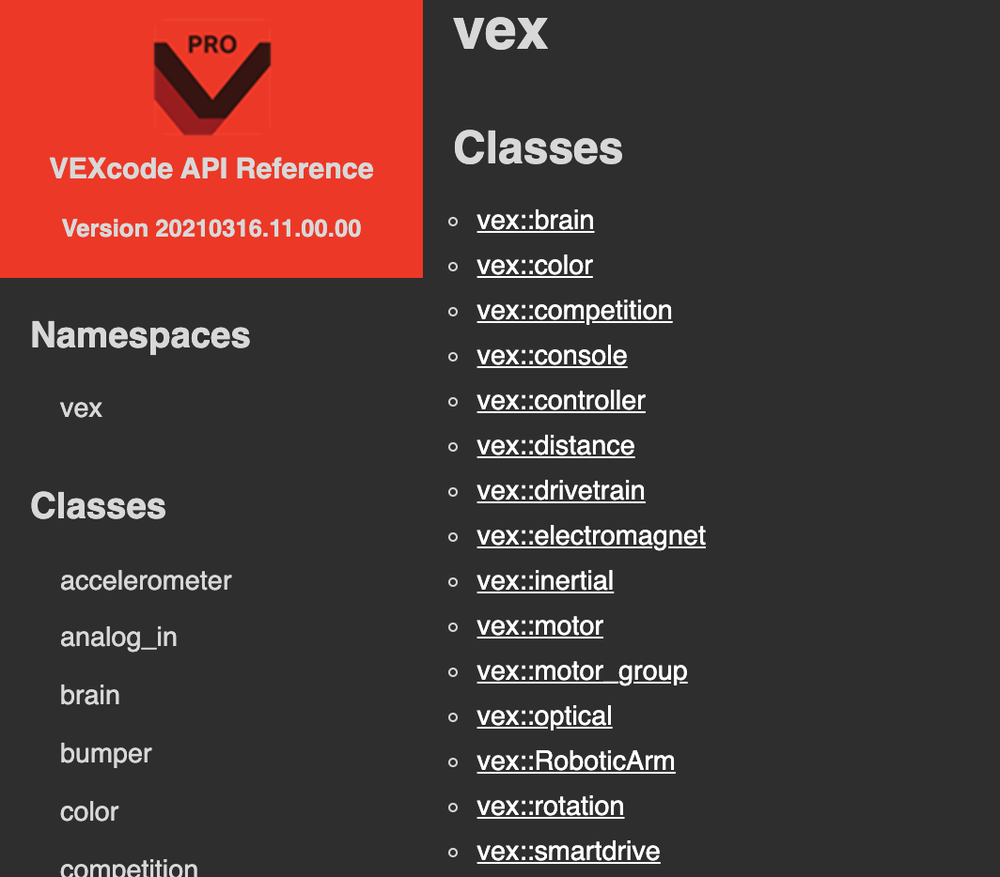 PRO
VEXcode API Reference
Version 20210316.11.00.00
Namespaces
vex
Classes
accelerometer
analog_in
brain
bumper
color
competition
vex
Classes
vex::brain
vex::color
vex::competition
vex::console
vex::controller
vex::distance
vex::drivetrain
vex::electromagnet
vex::inertial
vex::motor
vex::motor_group
vex::optical
vex::RoboticArm
vex::rotation
vex::smartdrive